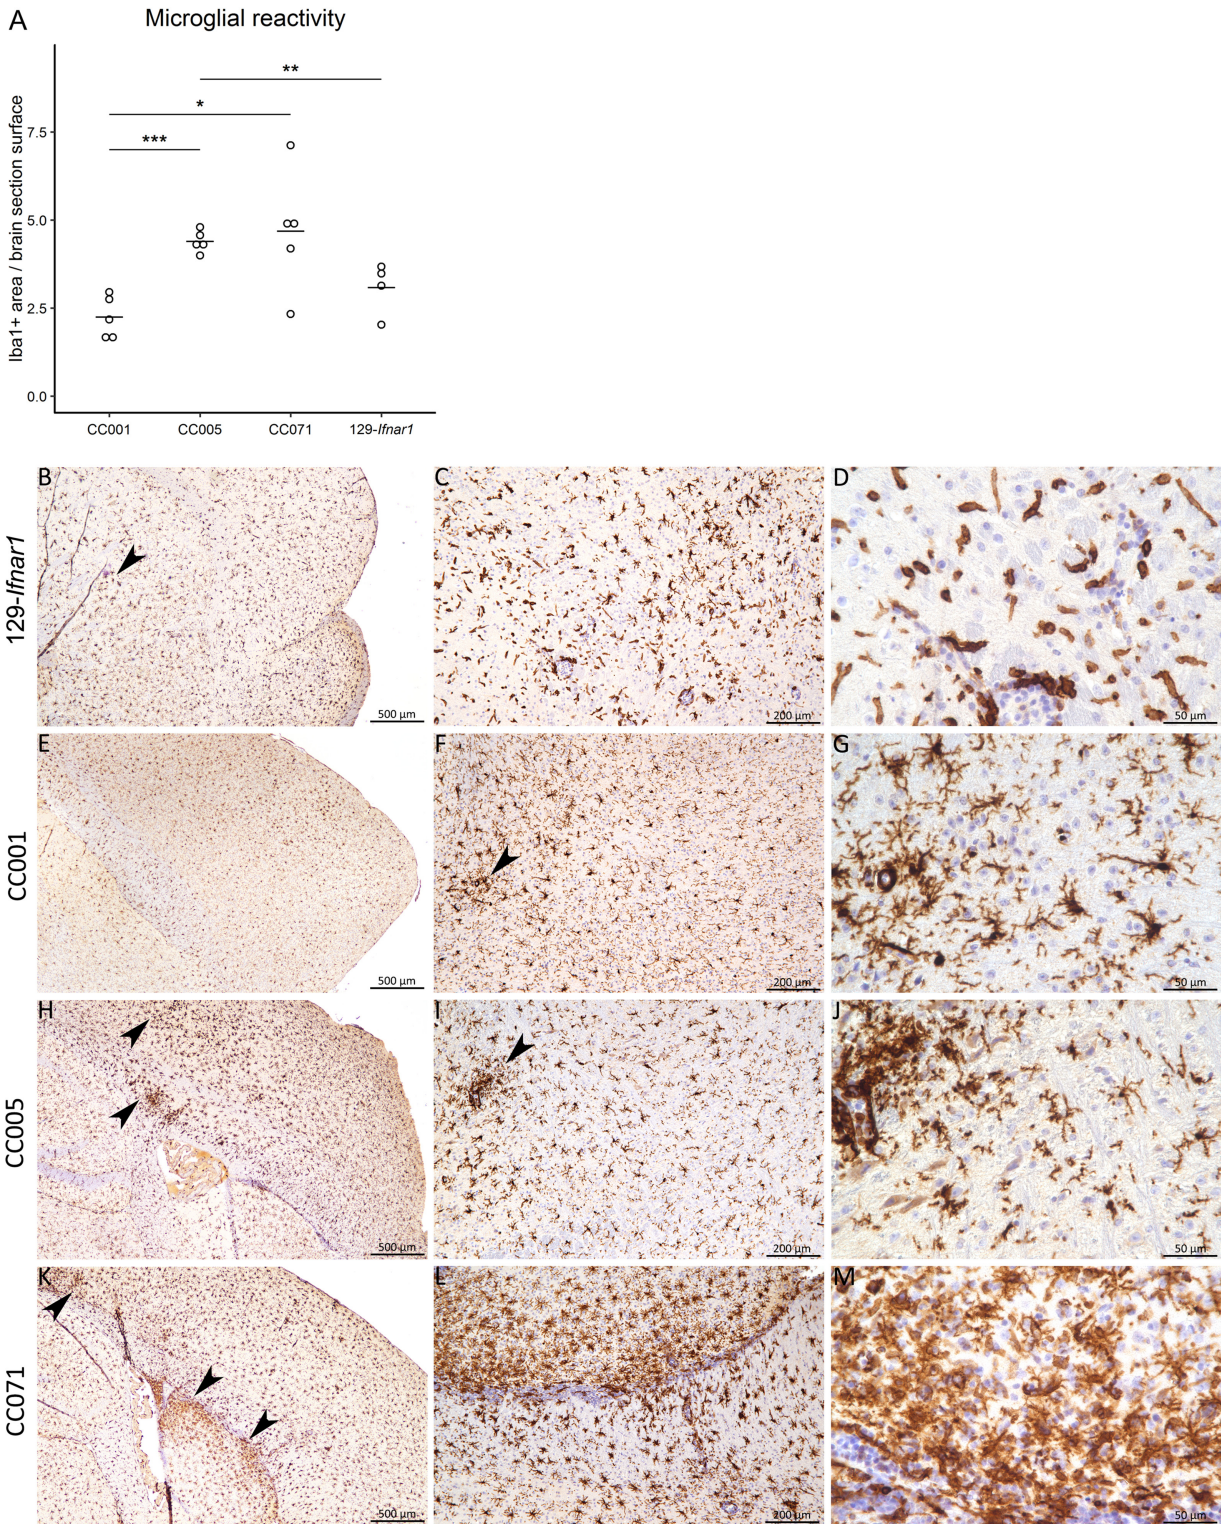 A
Microglial reactivity
Iba1+ area / brain section surface
7.5
5.0
2.5
0.0
**
*
***
CC001 CC005 CC071 129-Ifnar1
129-Ifnar1
B
500 µm
C
200 µm
D
50 µm
CC001
E
500 µm
F
200 µm
G
50 µm
CC005
H
500 µm
I
200 µm
J
50 µm
CC071
K
500 µm
L
200 µm
M
50 µm